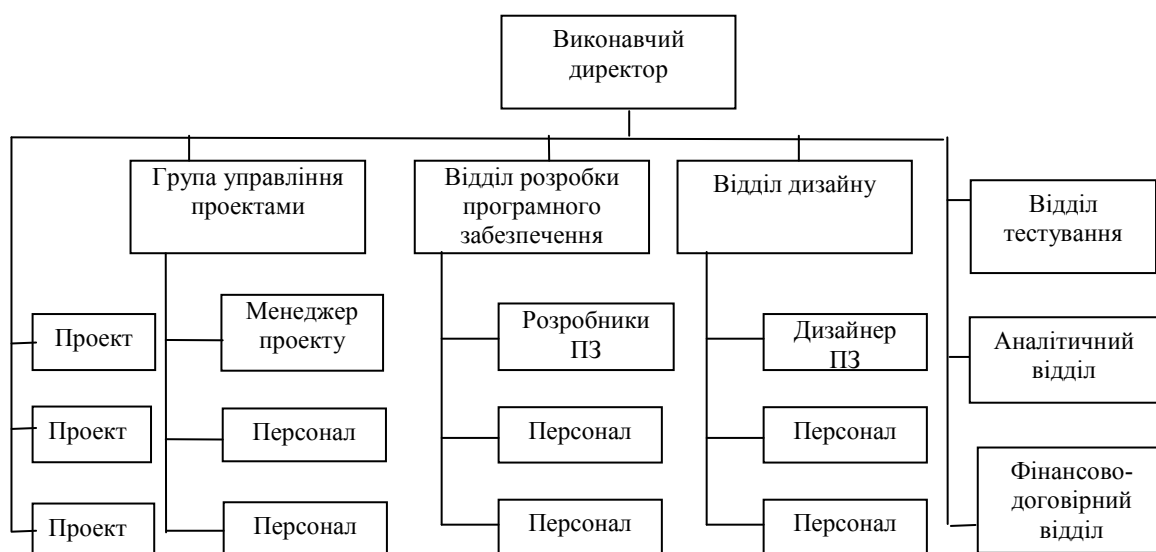 Виконавчий
директор
Група управління
проектами
Відділ розробки
програмного
забезпечення
Відділ дизайну
Відділ
тестування
Проект
Менеджер
проекту
Розробники
ПЗ
Дизайнер
ПЗ
Аналітичний
відділ
Проект
Персонал
Персонал
Персонал
Фінансово-
договірний
відділ
Проект
Персонал
Персонал
Персонал